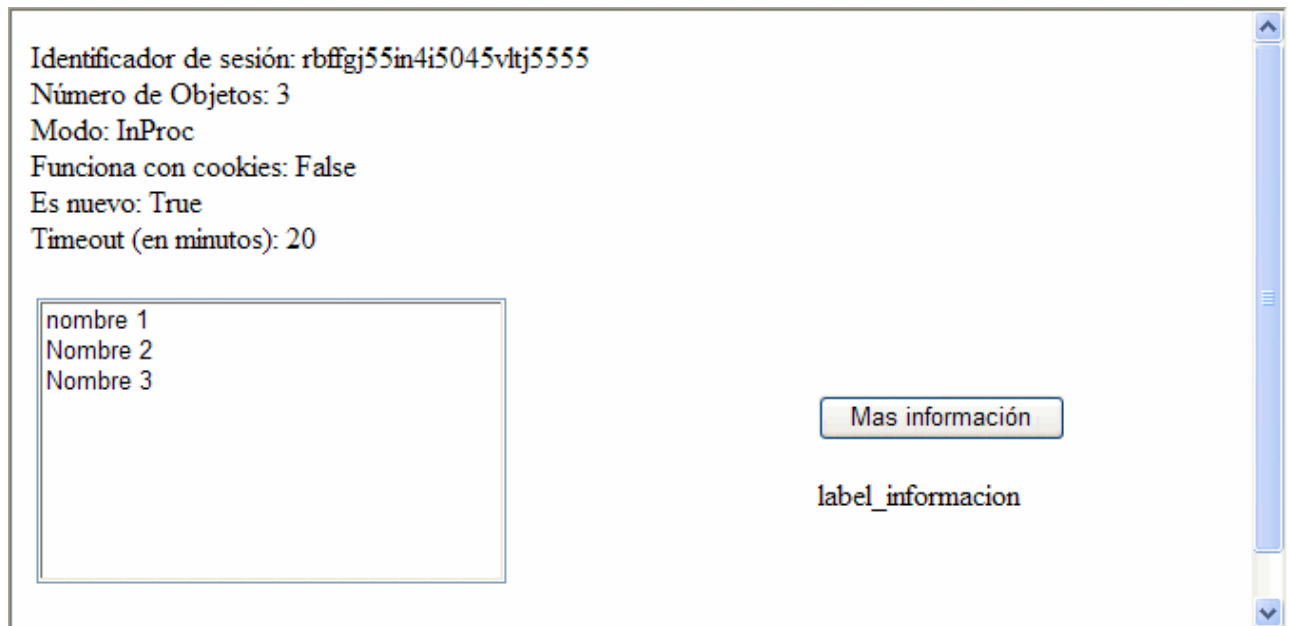 Identificador de sesión: rbffgj55in4i5045vltj5555
Número de Objetos: 3
Modo: InProc
Funciona con cookies: False
Es nuevo: True
Timeout (en minutos): 20
nombre 1
Nombre 2
Nombre 3
Mas información
label_informacion